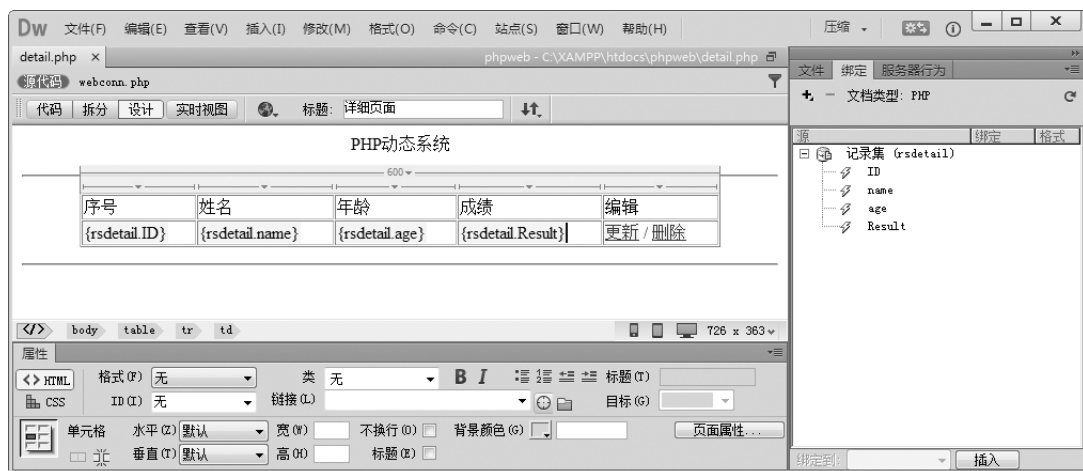 Dw 文件(F) 编辑(E) 查看(V) 插入(I) 修改(M) 格式(O) 命令(C) 站点(S) 窗口(W) 帮助(H) 压缩
detail.php × phpweb - C:\XAMPP\htdocs\phpweb\detail.php
源代码 webconn.php
代码 拆分 设计 实时视图 标题: 详细页面
PHP动态系统
600
序号 姓名 年龄 成绩 编辑
{rsdetail.ID} {rsdetail.name} {rsdetail.age} {rsdetail.Result} 更新 / 删除
body table tr td 726 x 363
属性
<> HTML 格式(F) 无 类 无 B I 标题(T)
CSS ID(I) 无 链接(L) 目标(G)
单元格 水平(Z) 默认 宽(W) 不换行(O) 背景颜色(G) 页面属性...
垂直(T) 默认 高(H) 标题(E)
文件 绑定 服务器行为
+ − 文档类型: PHP
源 绑定 格式
记录集 (rsdetail)
ID
name
age
Result
绑定到: 插入